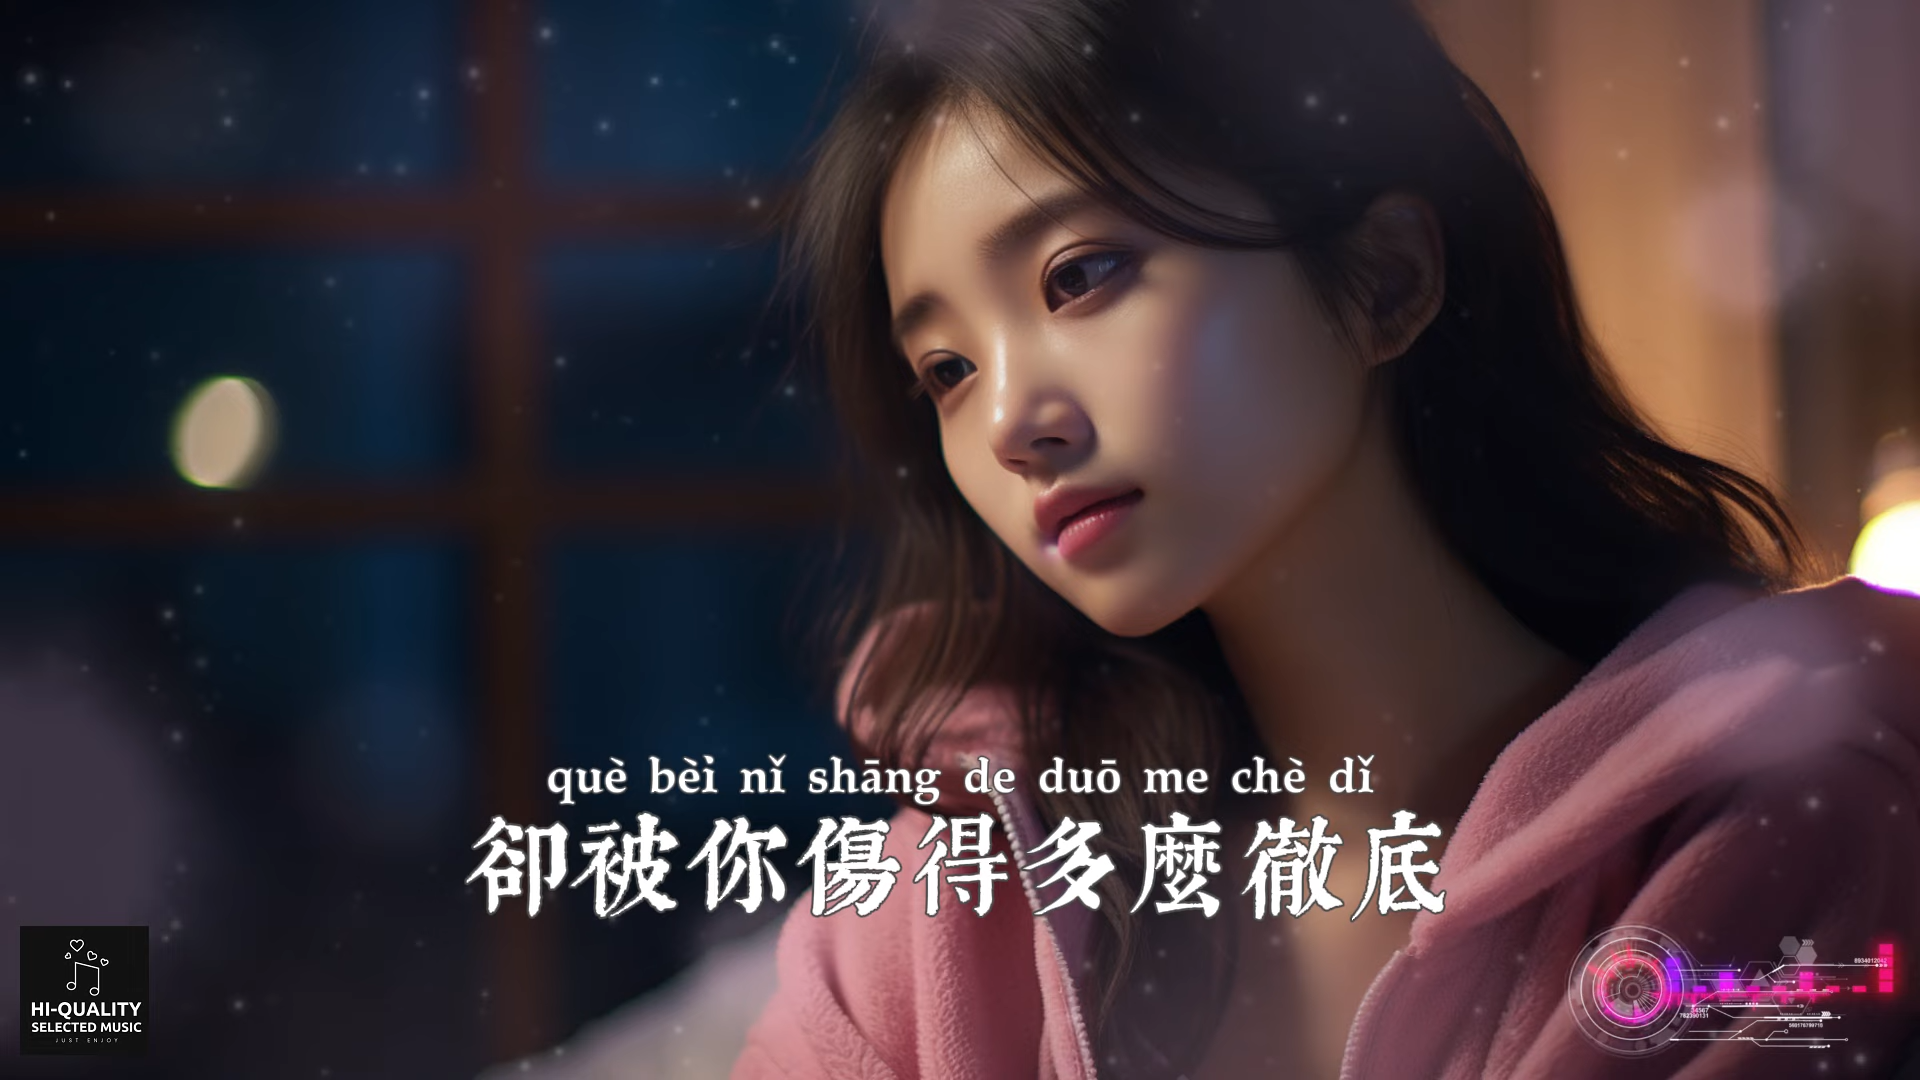 què bèi nǐ shāng de duō me chè dǐ
卻被你傷得多麼徹底
HI-QUALITY
SELECTED MUSIC
JUST ENJOY